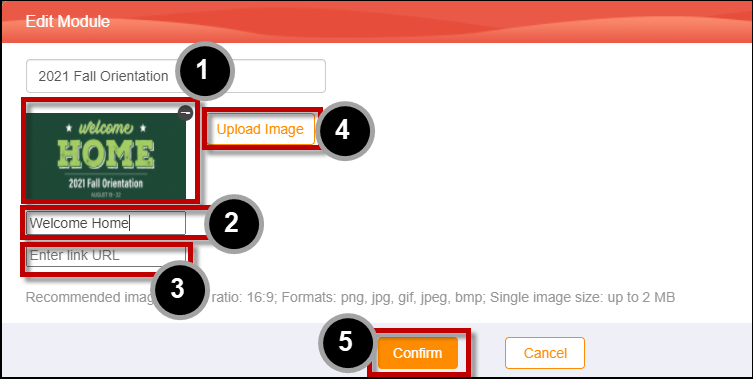 Edit Module
2021 Fall Orientation
1
welcome
HOME
2021 Fall Orientation
AUGUST 19 - 22
Upload Image
4
Welcome Home
2
Enter link URL
3
Recommended imag ratio: 16:9; Formats: png, jpg, gif, jpeg, bmp; Single image size: up to 2 MB
5
Confirm
Cancel